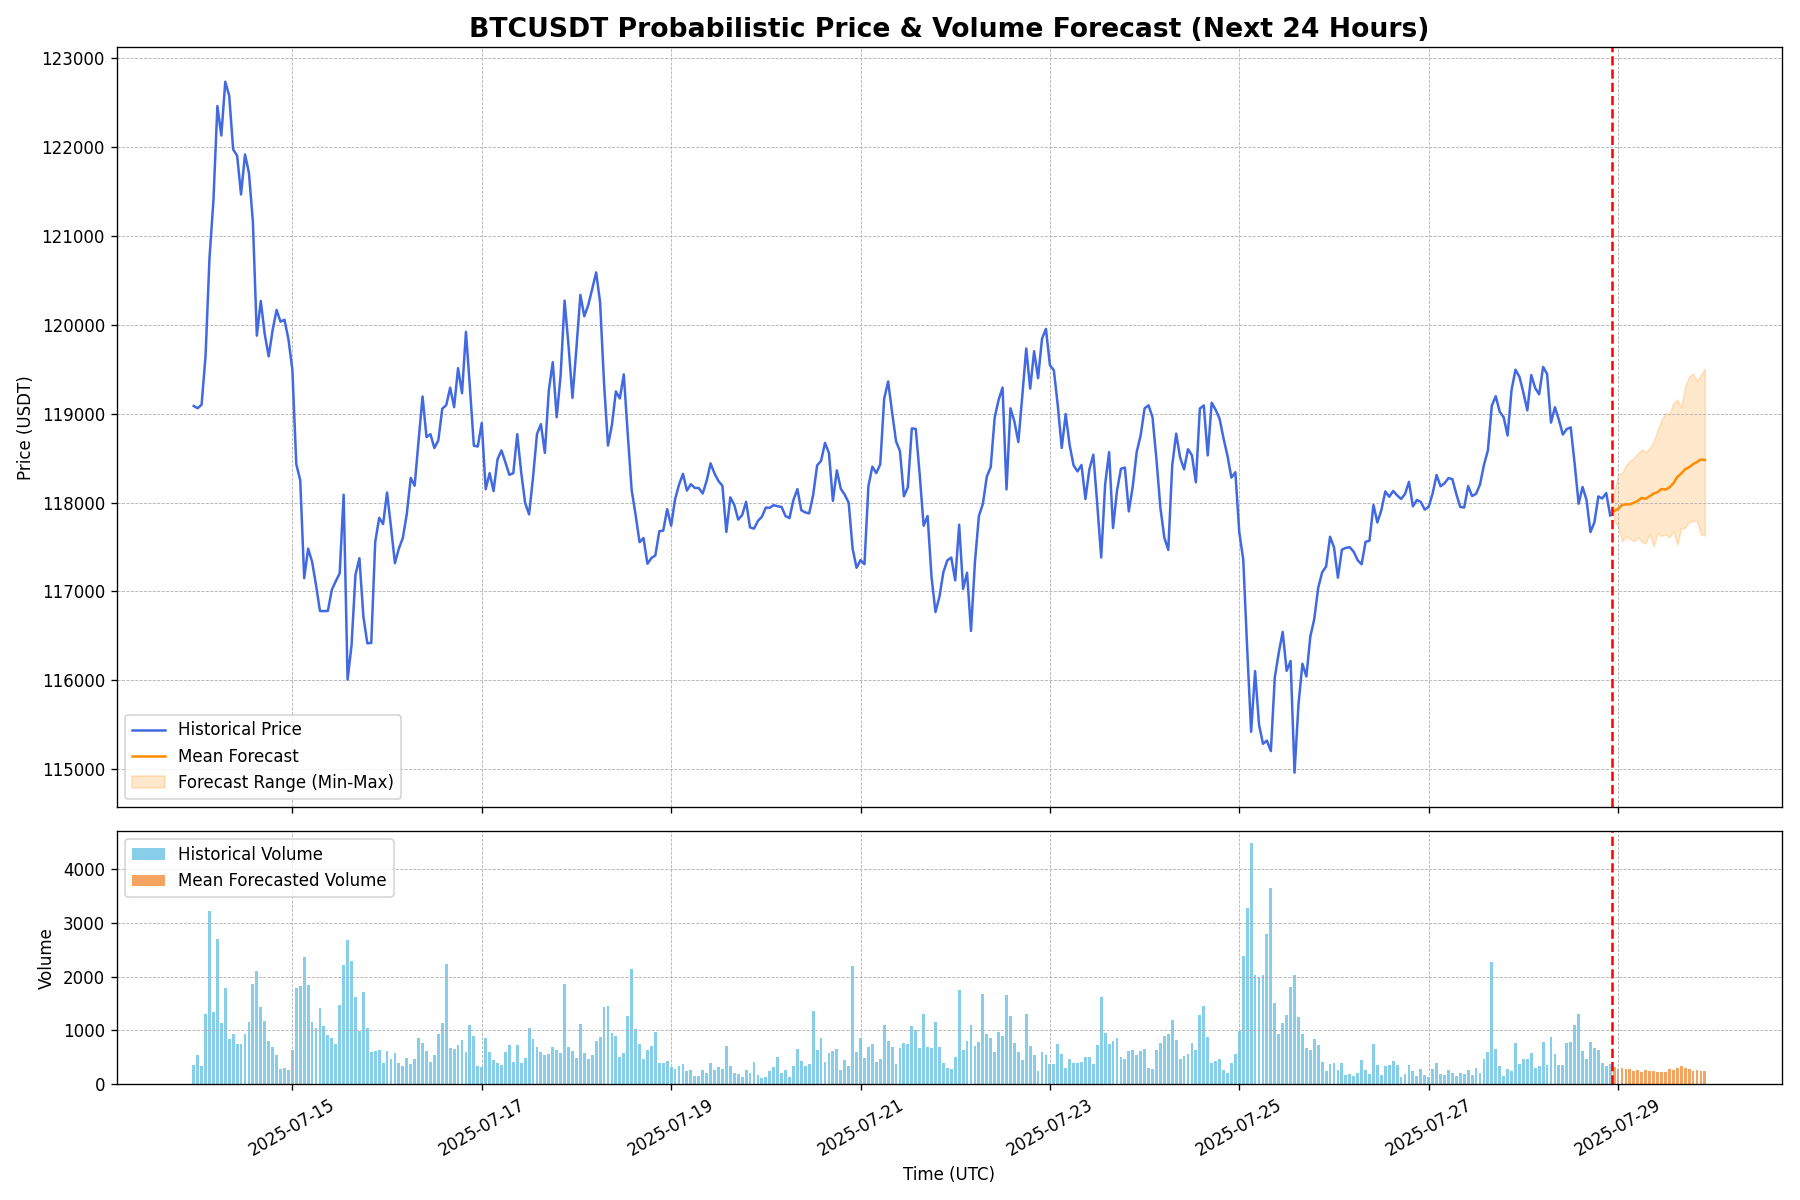 BTCUSDT Probabilistic Price & Volume Forecast (Next 24 Hours)
123000
122000
121000
120000
119000
118000
117000
116000
115000
Price (USDT)
Historical Price
Mean Forecast
Forecast Range (Min-Max)
4000
3000
2000
1000
0
Volume
Historical Volume
Mean Forecasted Volume
2025-07-15
2025-07-17
2025-07-19
2025-07-21
2025-07-23
2025-07-25
2025-07-27
2025-07-29
Time (UTC)